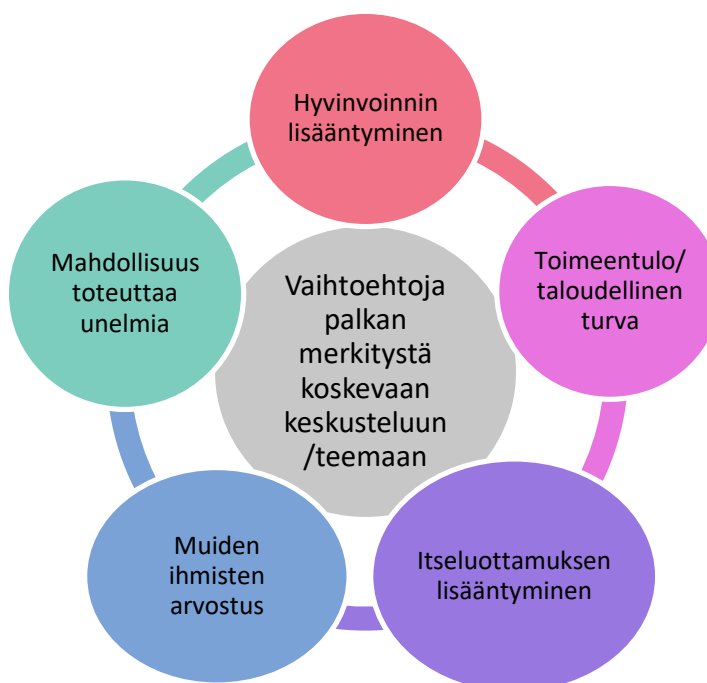 Hyvinvoinnin
lisääntyminen
Toimeentulo/
taloudellinen
turva
Itseluottamuksen
lisääntyminen
Muiden
ihmisten
arvostus
Mahdollisuus
toteuttaa
unelmia
Vaihtoehtoja
palkan
merkitystä
koskevaan
keskusteluun
/teemaan